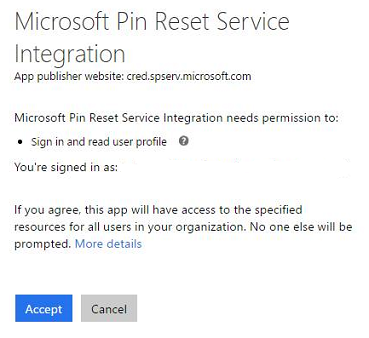 Microsoft Pin Reset Service
Integration
App publisher website: cred.spserv.microsoft.com
Microsoft Pin Reset Service Integration needs permission to:
• Sign in and read user profile ?
You're signed in as:
If you agree, this app will have access to the specified
resources for all users in your organization. No one else will be
prompted. More details
Accept Cancel